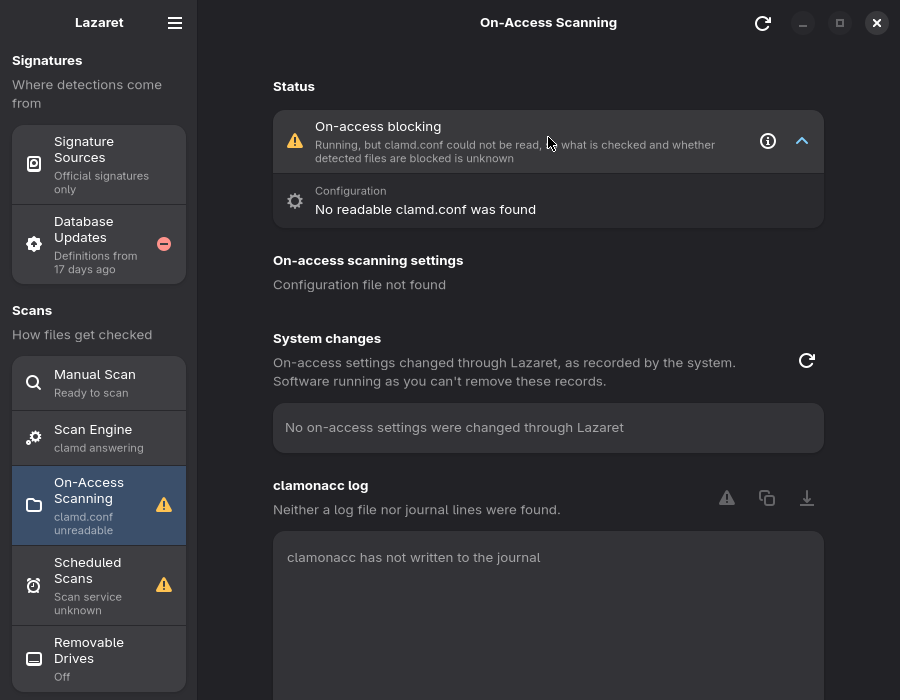 Lazaret
On-Access Scanning
Signatures
Where detections come
from
Signature
Sources
Official signatures
only
Database
Updates
Definitions from
17 days ago
Scans
How files get checked
Manual Scan
Ready to scan
Scan Engine
clamd answering
On-Access
Scanning
clamd.conf
unreadable
Scheduled
Scans
Scan service
unknown
Removable
Drives
Off
Status
On-access blocking
Running, but clamd.conf could not be read, what is checked and whether
detected files are blocked is unknown
Configuration
No readable clamd.conf was found
On-access scanning settings
Configuration file not found
System changes
On-access settings changed through Lazaret, as recorded by the system.
Software running as you can't remove these records.
No on-access settings were changed through Lazaret
clamonacc log
Neither a log file nor journal lines were found.
clamonacc has not written to the journal